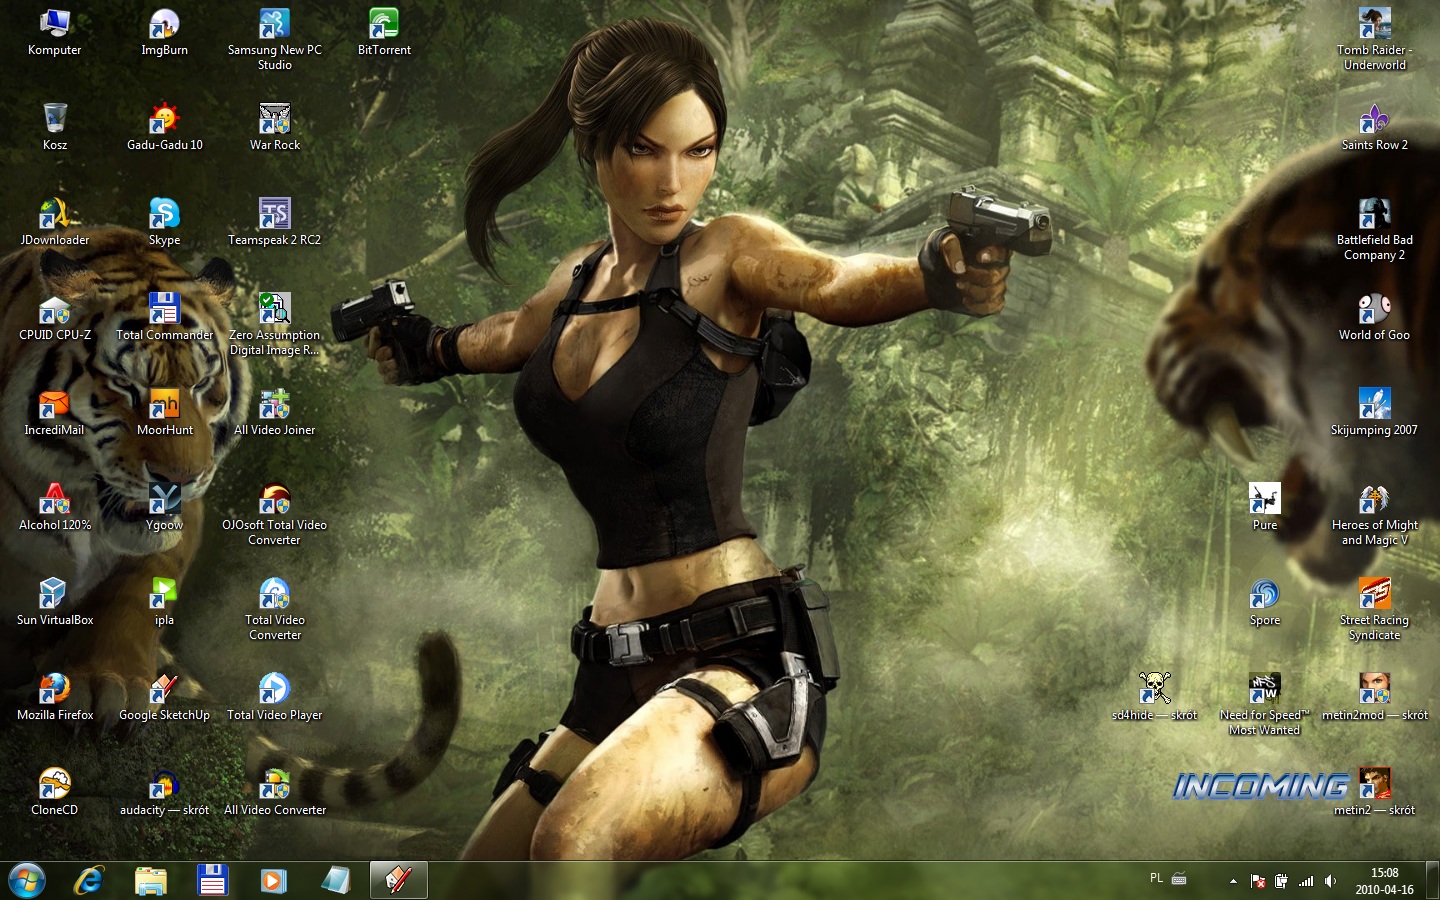 Komputer
ImgBurn
Samsung New PC
Studio
BitTorrent
Tomb Raider -
Underworld
Kosz
Gadu-Gadu 10
War Rock
Saints Row 2
JDownloader
Skype
TS
Teamspeak 2 RC2
Battlefield Bad
Company 2
CPUID CPU-Z
Total Commander
Zero Assumption
Digital Image R...
World of Goo
IncrediMail
mh
MoorHunt
All Video Joiner
Skijumping 2007
Alcohol 120%
Ygoow
OJOsoft Total Video
Converter
Pure
Heroes of Might
and Magic V
Sun VirtualBox
ipla
Total Video
Converter
Spore
Street Racing
Syndicate
Mozilla Firefox
Google SketchUp
Total Video Player
sd4hide — skrót
NFS
W
Need for Speed™
Most Wanted
metin2mod — skrót
CloneCD
audacity — skrót
All Video Converter
INCOMING
metin2 — skrót
PL
15:08
2010-04-16